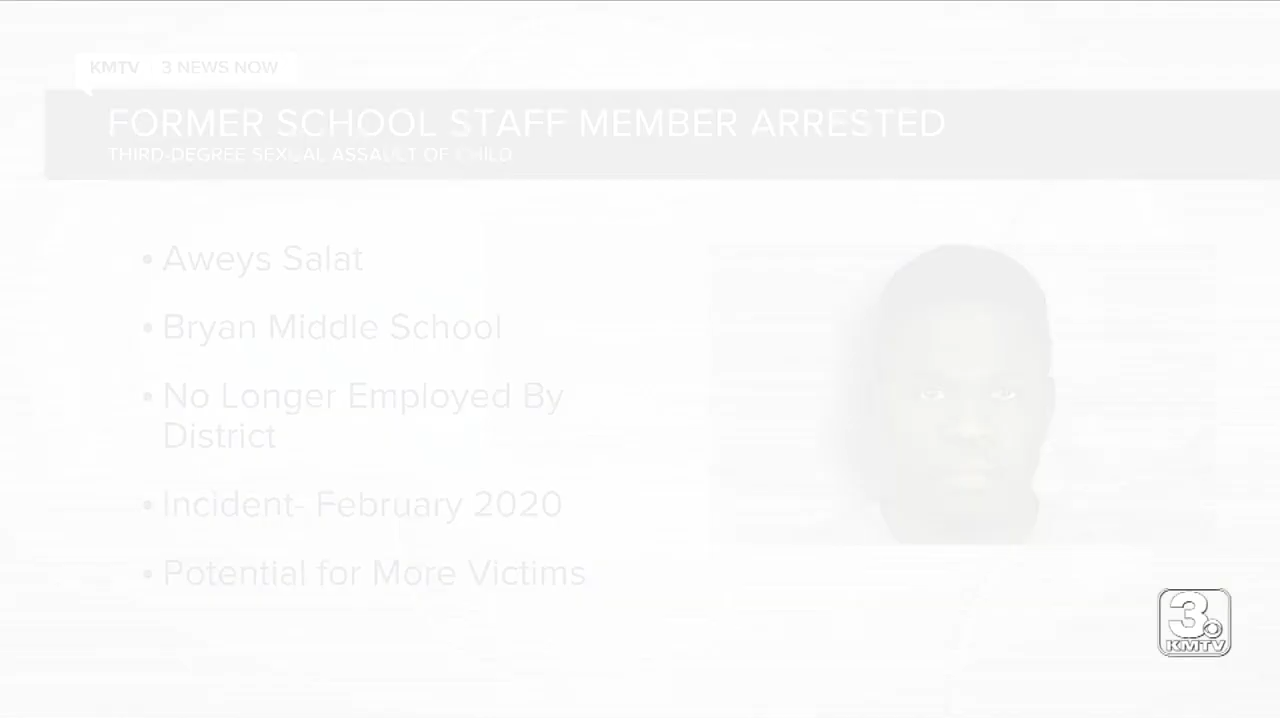 KMTV 3 NEWS NOW
FORMER SCHOOL STAFF MEMBER ARRESTED
THIRD-DEGREE SEXUAL ASSAULT OF CHILD
• Aweys Salat
• Bryan Middle School
• No Longer Employed By
District
• Incident- February 2020
• Potential for More Victims
3
KMTV